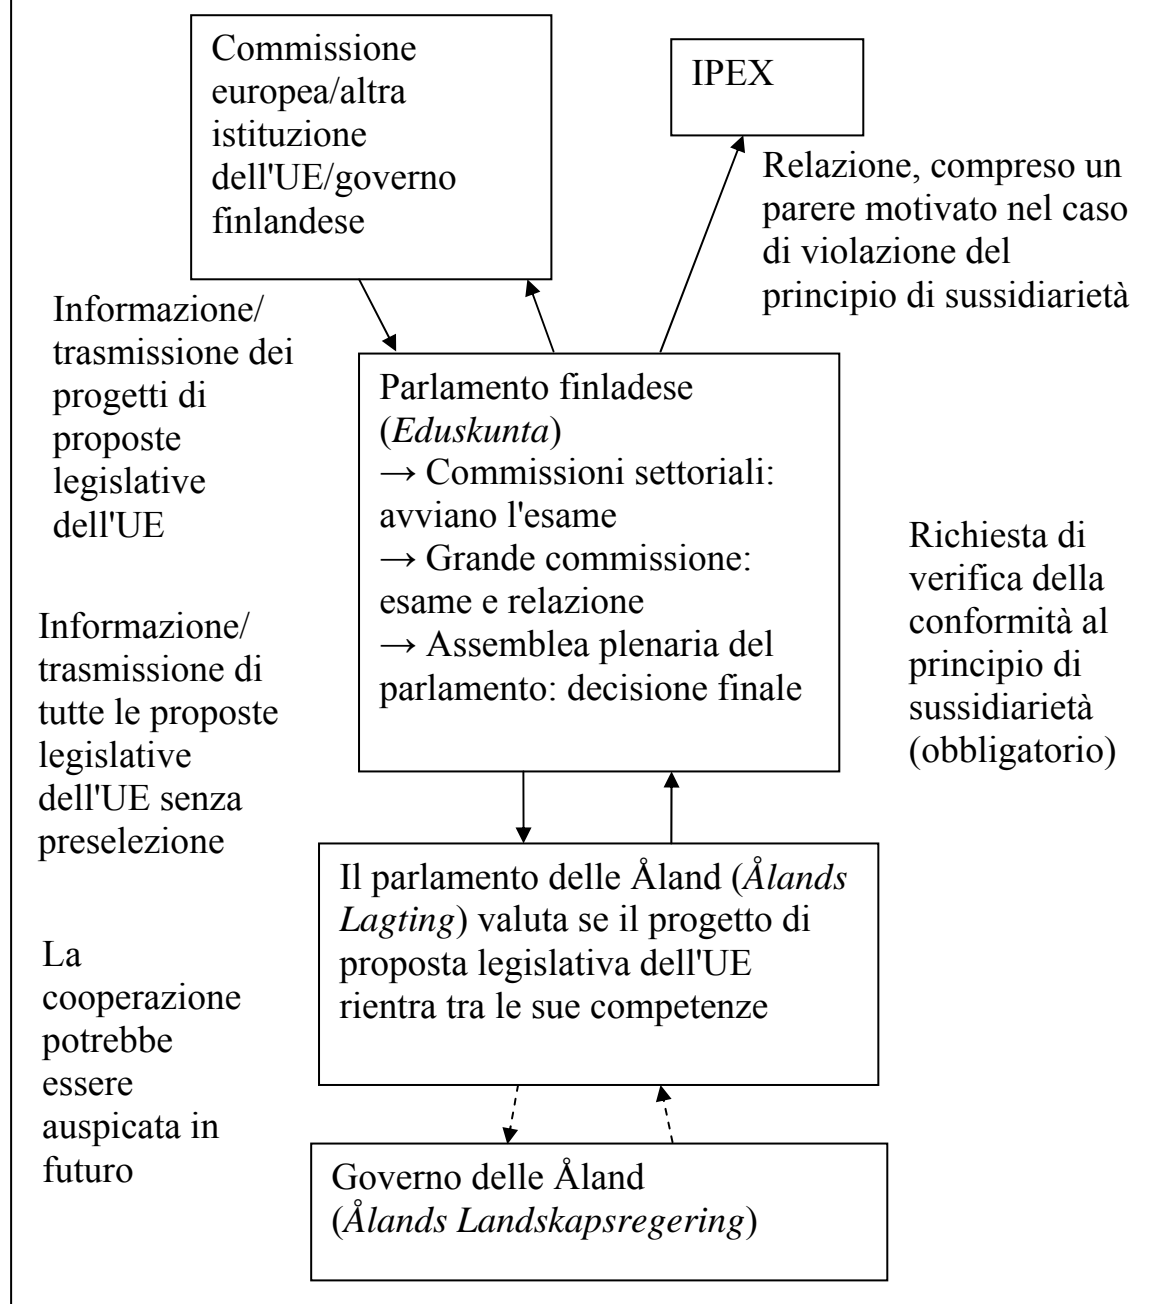 Commissione
europea/altra
istituzione
dell'UE/governo
finlandese
IPEX
Relazione, compreso un
parere motivato nel caso
di violazione del
principio di sussidiarietà
Informazione/
trasmissione dei
progetti di
proposte
legislative
dell'UE
Parlamento finladese
(Eduskunta)
→ Commissioni settoriali:
avviano l'esame
→ Grande commissione:
esame e relazione
→ Assemblea plenaria del
parlamento: decisione finale
Richiesta di
verifica della
conformità al
principio di
sussidiarietà
(obbligatorio)
Informazione/
trasmissione di
tutte le proposte
legislative
dell'UE senza
preselezione
Il parlamento delle Åland (Ålands
Lagting) valuta se il progetto di
proposta legislativa dell'UE
rientra tra le sue competenze
La
cooperazione
potrebbe
essere
auspicata in
futuro
Governo delle Åland
(Ålands Landskapsregering)